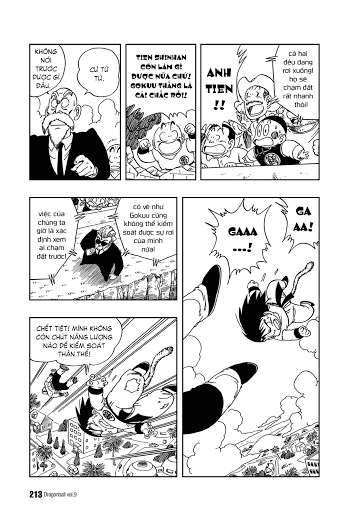 cả hai
đều đang
rơi xuống!
họ sẽ
chạm đất
rất nhanh
thôi!
ANH
TIEN
!!
TIEN SHINHAN
CÒN LÀM GÌ
ĐƯỢC NỮA CHỨ!
GOKUU THẮNG LÀ
CÁI CHẮC RỒI!
CỨ TỪ
TỪ.
KHÔNG
NÓI
TRƯỚC
ĐƯỢC GÌ
ĐÂU.
GA
AA!
GAAA
...!
có vẻ như
Gokuu cũng
không thể kiểm
soát được sự rơi
của mình
nữa!
việc của
chúng ta
giờ là xác
định xem
ai chạm
đất trước!
CHẾT TIỆT! MÌNH KHÔNG
CÒN CHÚT NĂNG LƯỢNG
NÀO ĐỂ KIỂM SOÁT
THÂN THỂ!
213 Dragonball vol.9